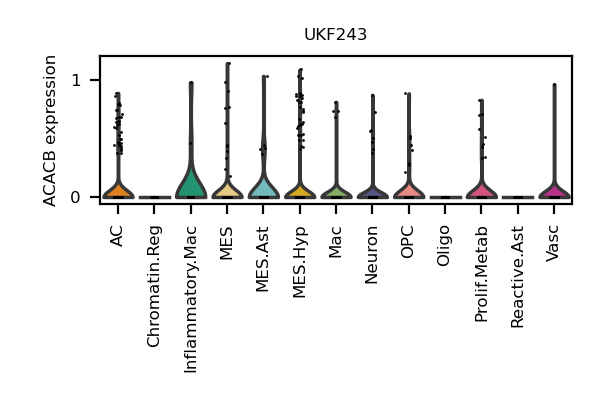 UKF243
ACACB expression
1
0
AC
Chromatin.Reg
Inflammatory.Mac
MES
MES.Ast
MES.Hyp
Mac
Neuron
OPC
Oligo
Prolif.Metab
Reactive.Ast
Vasc